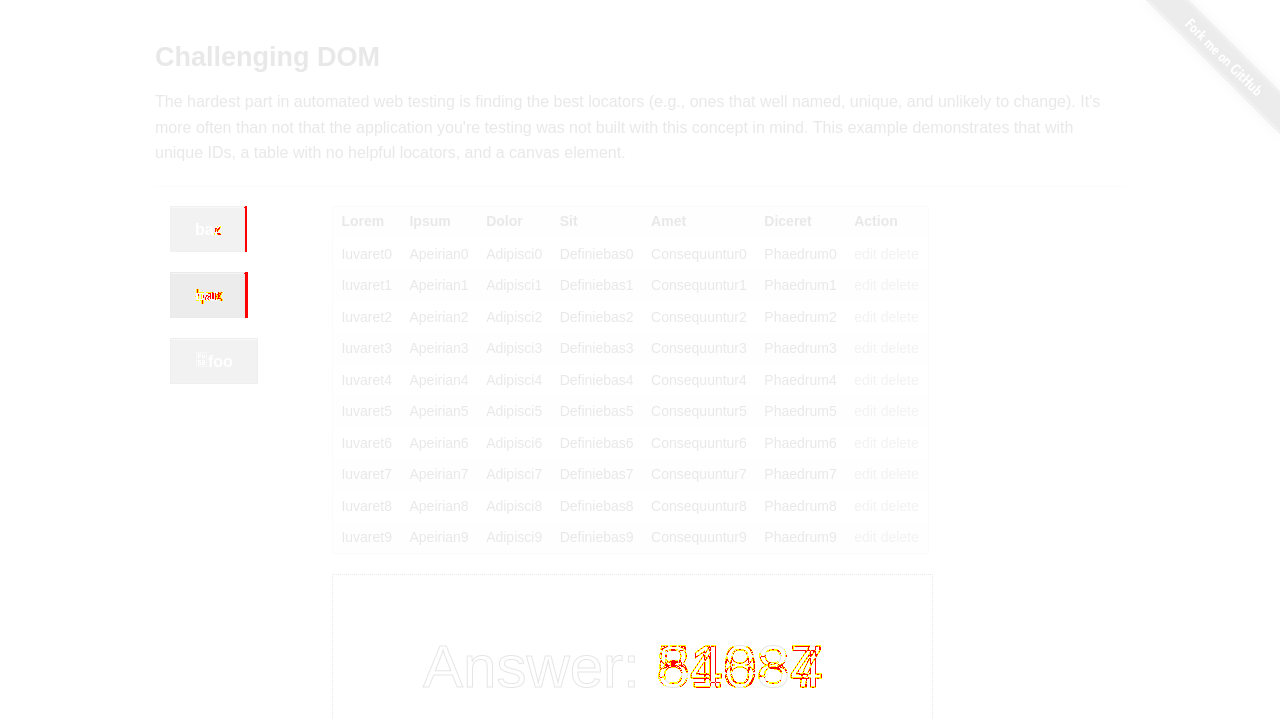 Fork me on GitHub
Challenging DOM
The hardest part in automated web testing is finding the best locators (e.g., ones that well named, unique, and unlikely to change). It's
more often than not that the application you're testing was not built with this concept in mind. This example demonstrates that with
unique IDs, a table with no helpful locators, and a canvas element.
foo
Lorem Ipsum Dolor Sit Amet Diceret Action
Iuvaret0 Apeirian0 Adipisci0 Definiebas0 Consequuntur0 Phaedrum0 edit delete
Iuvaret1 Apeirian1 Adipisci1 Definiebas1 Consequuntur1 Phaedrum1 edit delete
Iuvaret2 Apeirian2 Adipisci2 Definiebas2 Consequuntur2 Phaedrum2 edit delete
Iuvaret3 Apeirian3 Adipisci3 Definiebas3 Consequuntur3 Phaedrum3 edit delete
Iuvaret4 Apeirian4 Adipisci4 Definiebas4 Consequuntur4 Phaedrum4 edit delete
Iuvaret5 Apeirian5 Adipisci5 Definiebas5 Consequuntur5 Phaedrum5 edit delete
Iuvaret6 Apeirian6 Adipisci6 Definiebas6 Consequuntur6 Phaedrum6 edit delete
Iuvaret7 Apeirian7 Adipisci7 Definiebas7 Consequuntur7 Phaedrum7 edit delete
Iuvaret8 Apeirian8 Adipisci8 Definiebas8 Consequuntur8 Phaedrum8 edit delete
Iuvaret9 Apeirian9 Adipisci9 Definiebas9 Consequuntur9 Phaedrum9 edit delete
Answer: